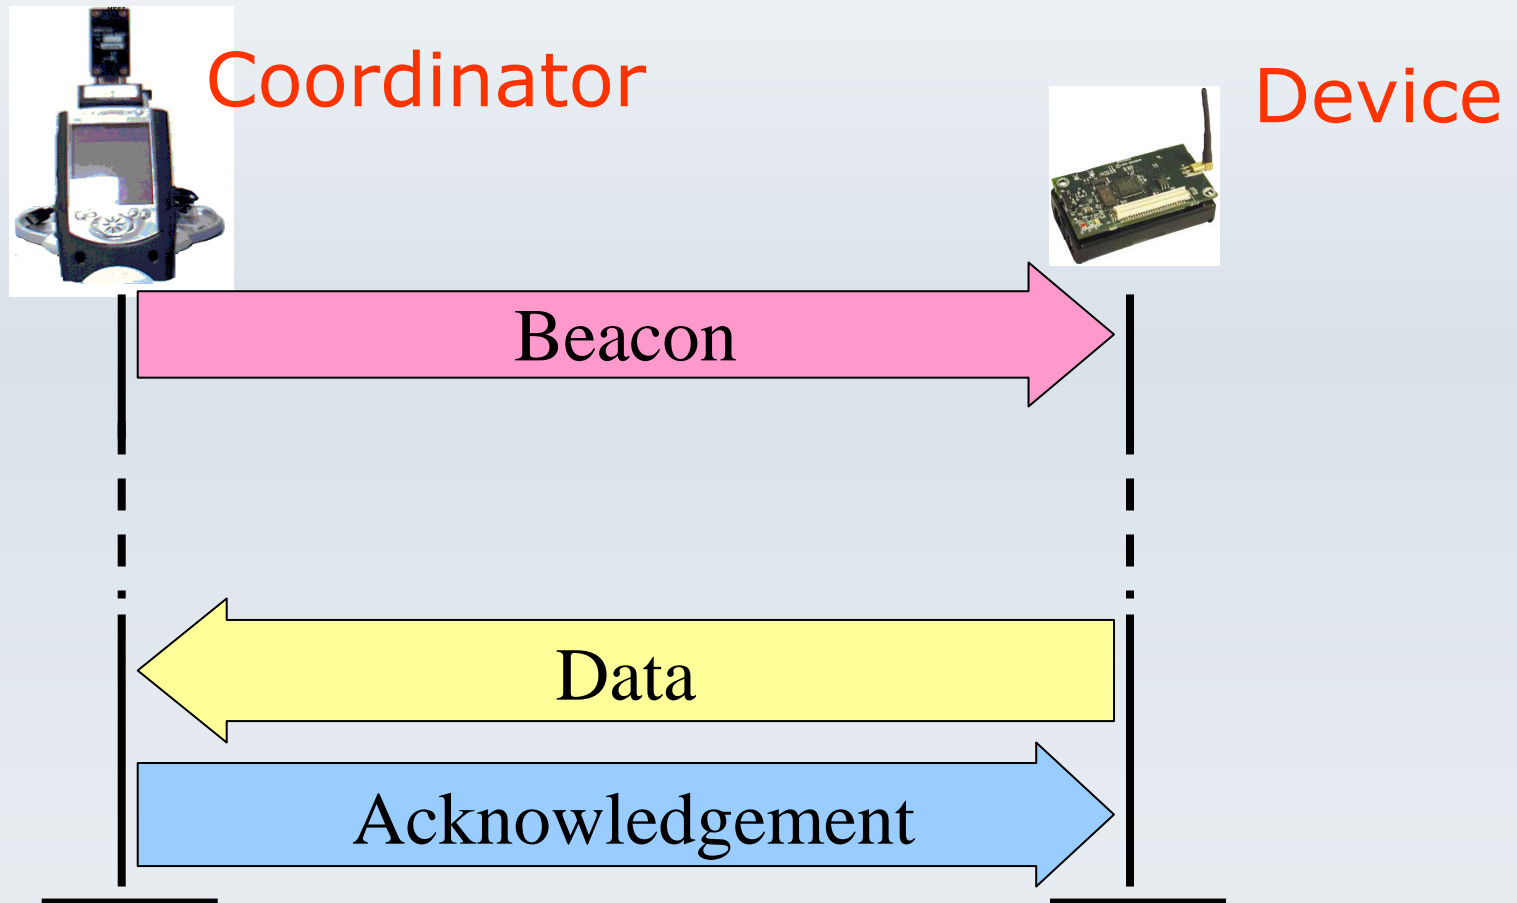 Coordinator
Device
Beacon
Data
Acknowledgement